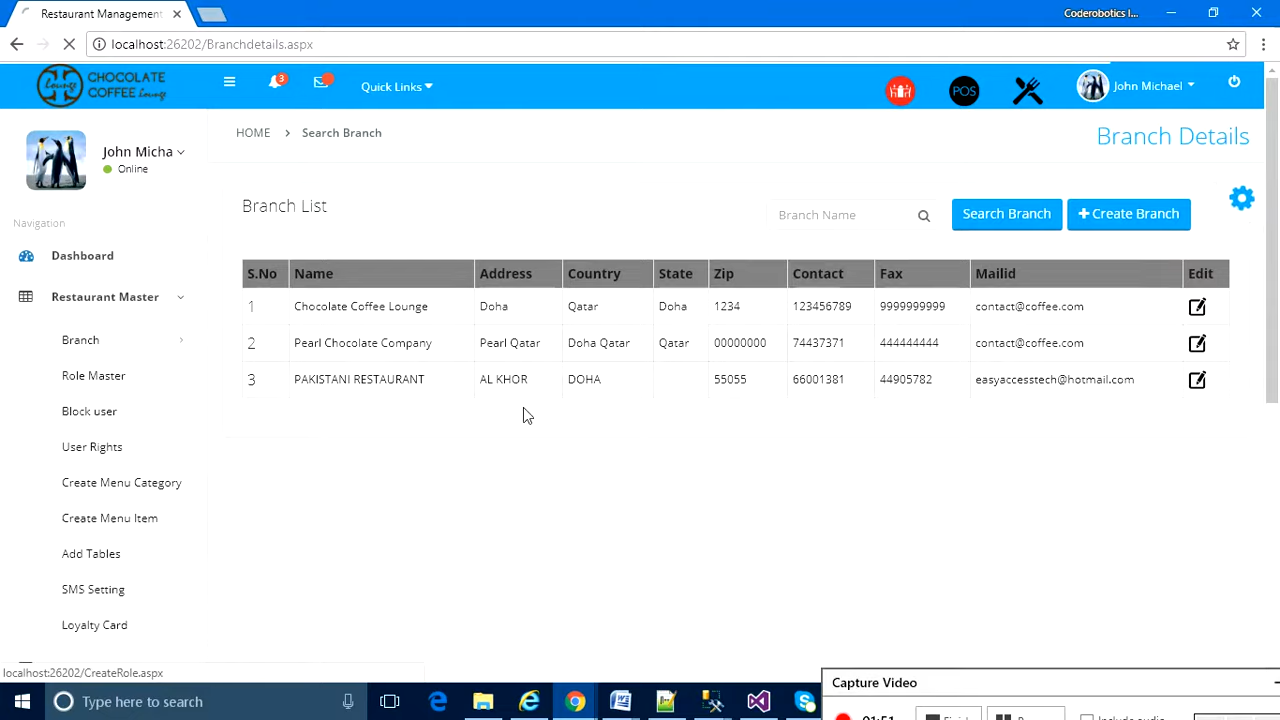 Restaurant Management
Coderobotics I...
localhost:26202/Branchdetails.aspx
Lounge
CHOCOLATE
COFFEE Lounge
3
Quick Links
POS
John Michael
John Micha
Online
HOME > Search Branch
Branch Details
Navigation
Dashboard
Restaurant Master
Branch
Role Master
Block user
User Rights
Create Menu Category
Create Menu Item
Add Tables
SMS Setting
Loyalty Card
Branch List
Branch Name
Search Branch
+ Create Branch
S.No Name Address Country State Zip Contact Fax Mailid Edit
1 Chocolate Coffee Lounge Doha Qatar Doha 1234 123456789 9999999999 contact@coffee.com
2 Pearl Chocolate Company Pearl Qatar Doha Qatar Qatar 00000000 74437371 444444444 contact@coffee.com
3 PAKISTANI RESTAURANT AL KHOR DOHA 55055 66001381 44905782 easyaccesstech@hotmail.com
localhost:26202/CreateRole.aspx
Type here to search
Capture Video